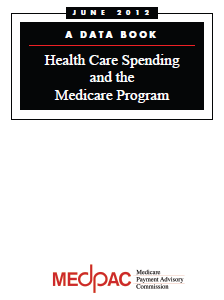 JUNE 2012
A DATA BOOK
Health Care Spending
and the
Medicare Program
MEDPAC
Medicare
Payment Advisory
Commission